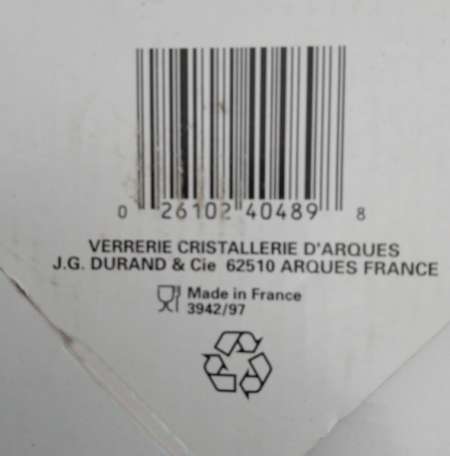 0 26102 40489 8
VERRERIE CRISTALLERIE D'ARQUES
J.G. DURAND & Cie 62510 ARQUES FRANCE
Made in France
3942/97